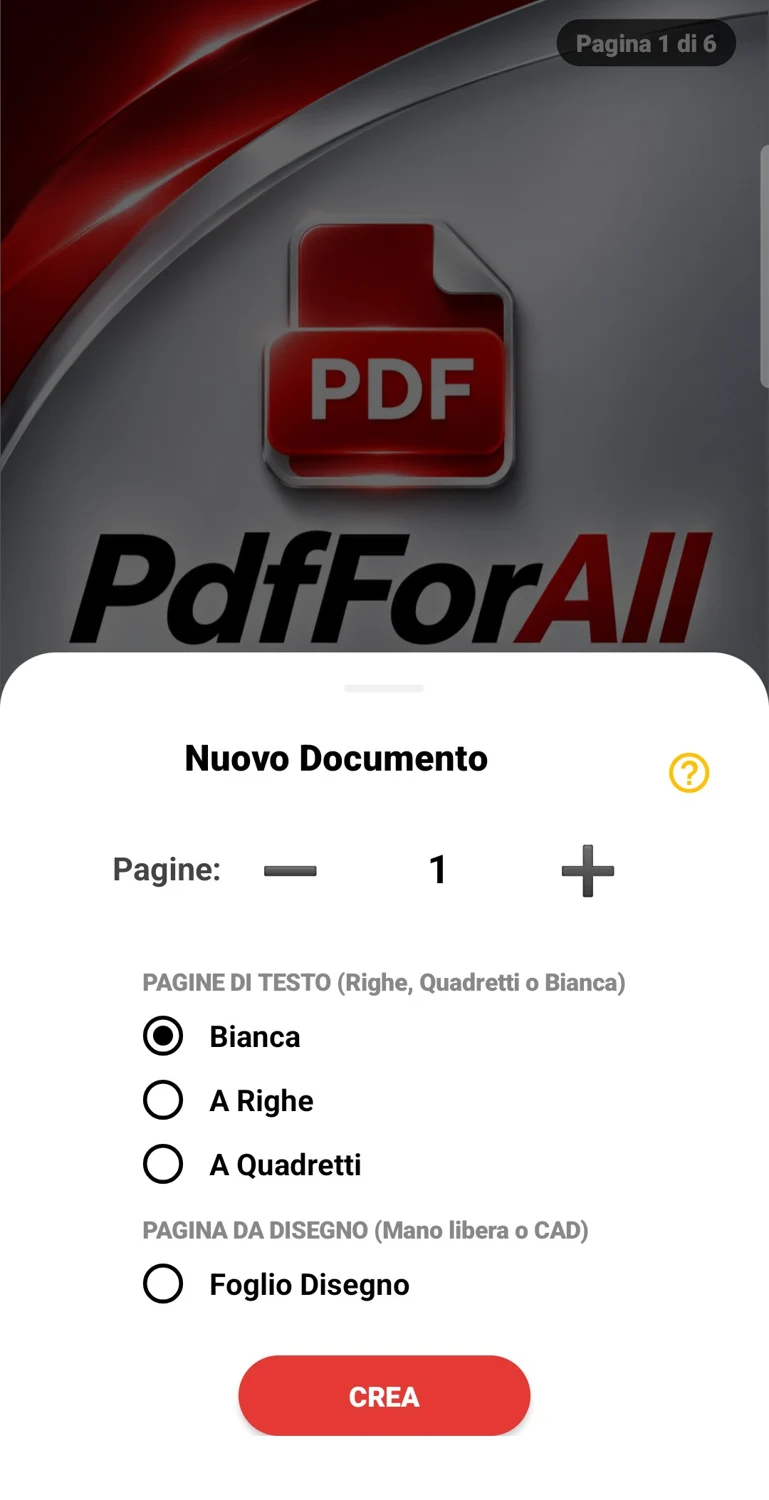 Pagina 1 di 6
PDF
PdfForAll
Nuovo Documento
?
Pagine:
1
PAGINE DI TESTO (Righe, Quadretti o Bianca)
Bianca
A Righe
A Quadretti
PAGINA DA DISEGNO (Mano libera o CAD)
Foglio Disegno
CREA